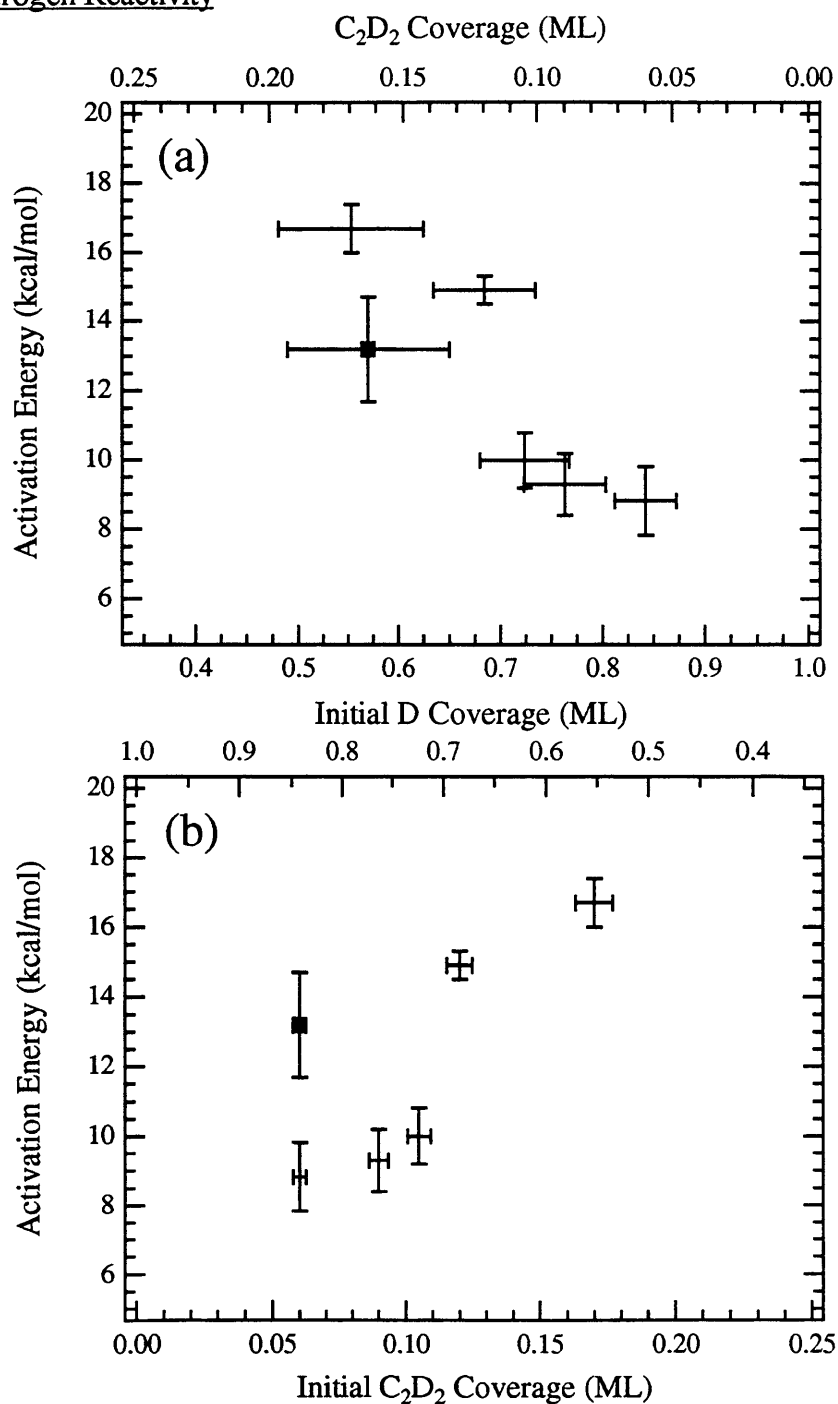 Reactivity
C₂D₂ Coverage (ML)
0.25 0.20 0.15 0.10 0.05 0.00
(a)
Activation Energy (kcal/mol)
20
18
16
14
12
10
8
6
0.4 0.5 0.6 0.7 0.8 0.9 1.0
Initial D Coverage (ML)
1.0 0.9 0.8 0.7 0.6 0.5 0.4
(b)
Activation Energy (kcal/mol)
20
18
16
14
12
10
8
6
0.00 0.05 0.10 0.15 0.20 0.25
Initial C₂D₂ Coverage (ML)